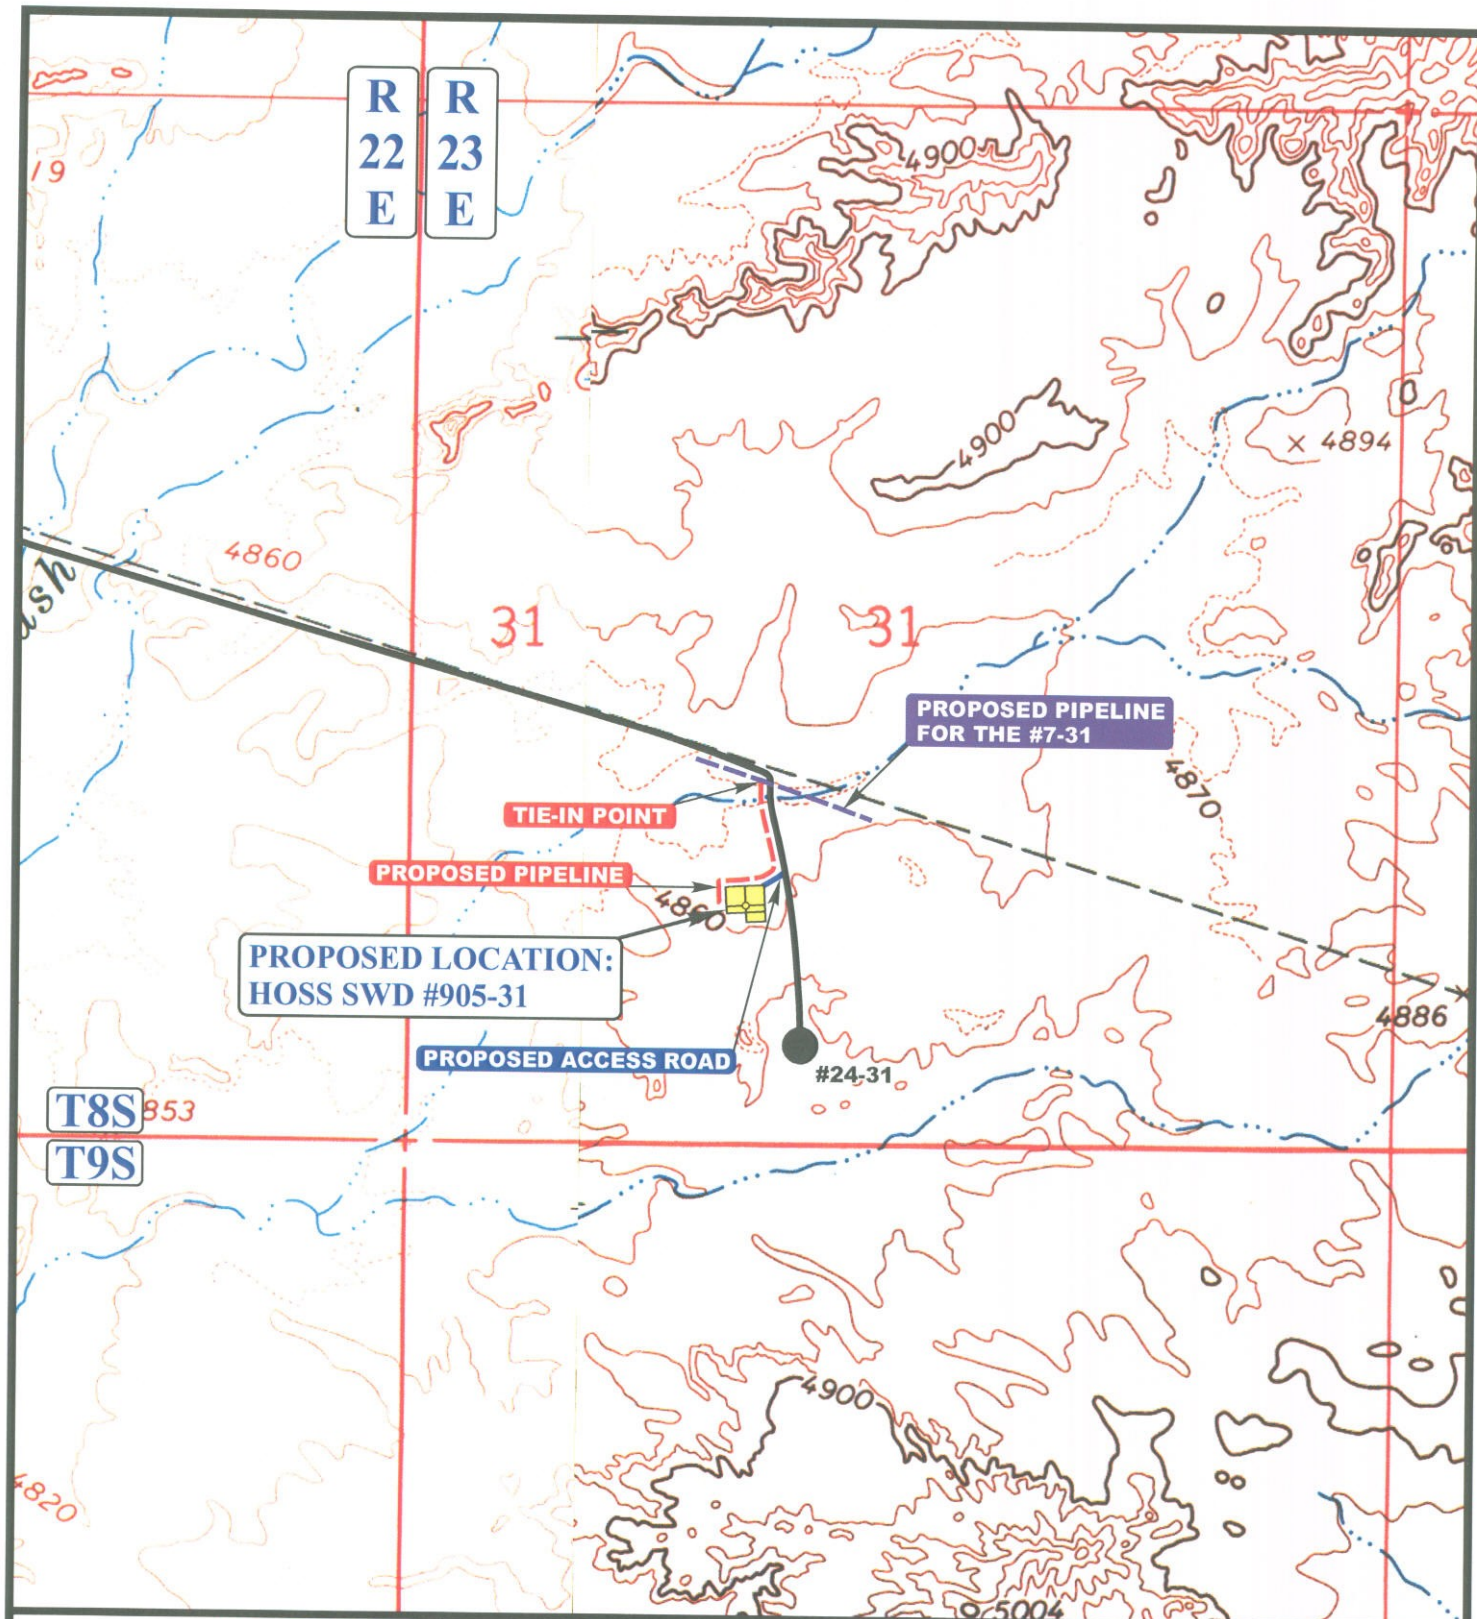 R R
22 23
E E
19
4900
4900
× 4894
4860
ash
31 31
PROPOSED PIPELINE
FOR THE #7-31
4870
TIE-IN POINT
PROPOSED PIPELINE
4860
PROPOSED LOCATION:
HOSS SWD #905-31
4886
PROPOSED ACCESS ROAD
#24-31
T8S 853
T9S
4900
4820
5004